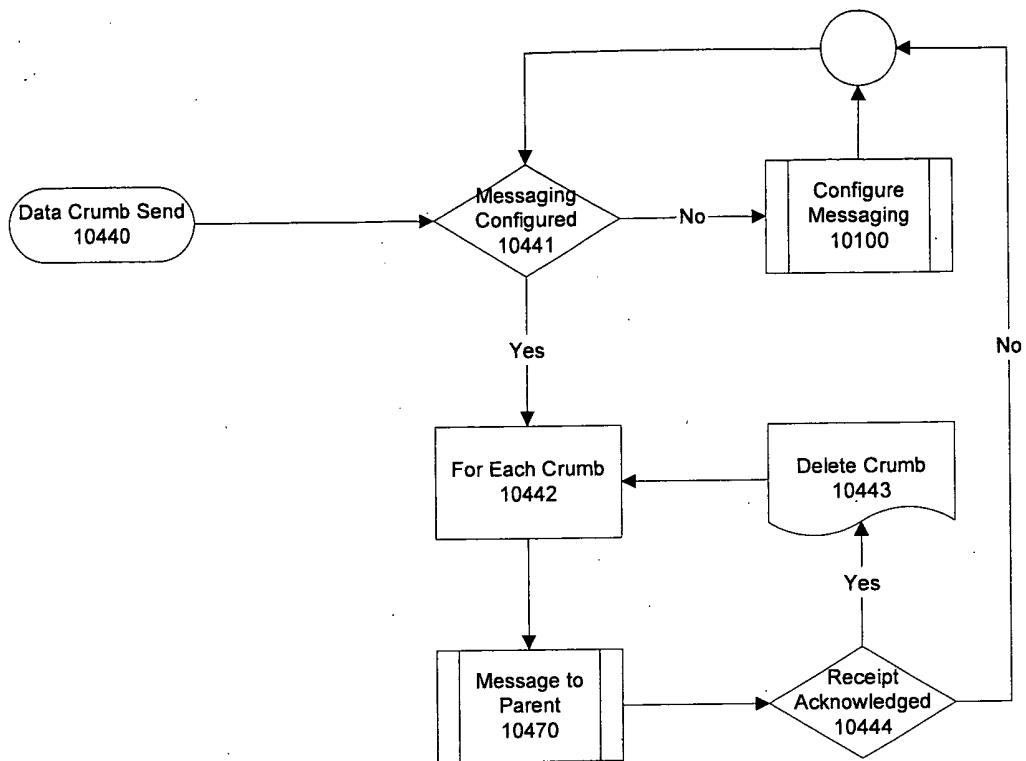 Data Crumb Send
10440
Messaging
Configured
10441
No
Configure
Messaging
10100
Yes
No
For Each Crumb
10442
Delete Crumb
10443
Yes
Message to
Parent
10470
Receipt
Acknowledged
10444